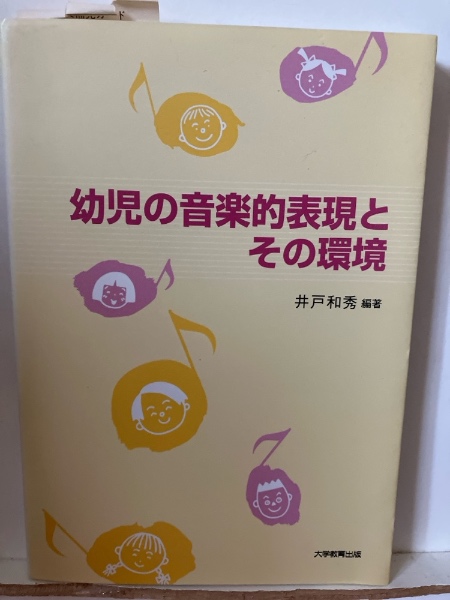 幼児の音楽的表現と
その環境
井戸和秀 編著
大学教育出版